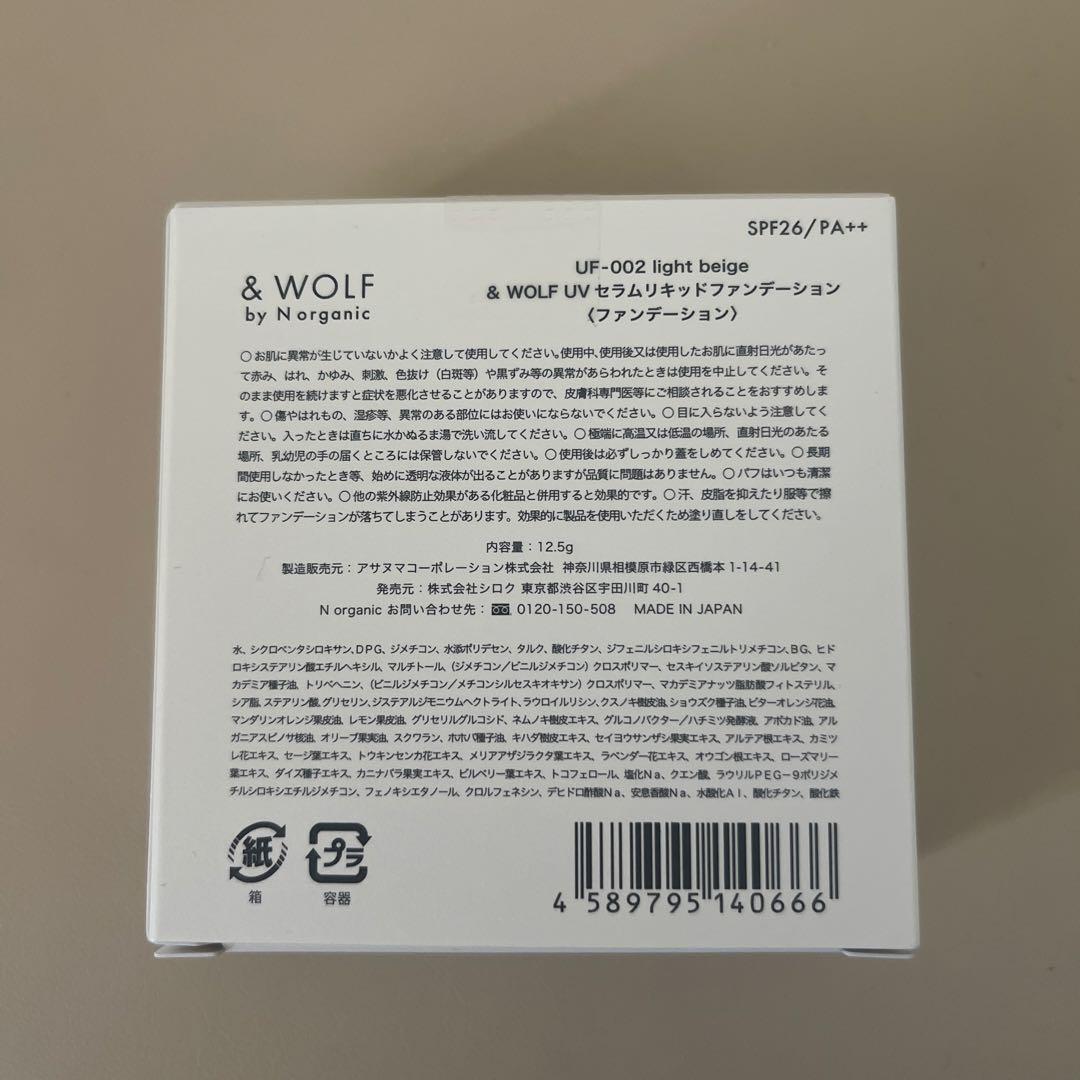 SPF26/PA++
& WOLF
by N organic
UF-002 light beige
& WOLF UV セラムリキッドファンデーション
〈ファンデーション〉
○お肌に異常が生じていないかよく注意して使用してください。使用中、使用後又は使用したお肌に直射日光があたっ
て赤み、はれ、かゆみ、刺激、色抜け（白斑等）や黒ずみ等の異常があらわれたときは使用を中止してください。そ
のまま使用を続けますと症状を悪化させることがありますので、皮膚科専門医等にご相談されることをおすすめしま
す。○傷やはれもの、湿疹等、異常のある部位にはお使いにならないでください。○目に入らないよう注意してく
ださい。入ったときは直ちに水かぬるま湯で洗い流してください。○極端に高温又は低温の場所、直射日光のあたる
場所、乳幼児の手の届くところには保管しないでください。○使用後は必ずしっかり蓋をしめてください。○長期
間使用しなかったとき等、始めに透明な液体が出ることがありますが品質に問題はありません。○パフはいつも清潔
にお使いください。○他の紫外線防止効果がある化粧品と併用すると効果的です。○汗、皮脂を抑えたり服等で擦
れてファンデーションが落ちてしまうことがあります。効果的に製品を使用いただくため塗り直しをしてください。
内容量：12.5g
製造販売元：アサヌマコーポレーション株式会社 神奈川県相模原市緑区西橋本 1-14-41
発売元：株式会社シロク 東京都渋谷区宇田川町 40-1
N organic お問い合わせ先： 0120-150-508 MADE IN JAPAN
水、シクロペンタシロキサン、DPG、ジメチコン、水添ポリデセン、タルク、酸化チタン、ジフェニルシロキシフェニルトリメチコン、BG、ヒド
ロキシステアリン酸エチルヘキシル、マルチトール、（ジメチコン/ビニルジメチコン）クロスポリマー、セスキイソステアリン酸ソルビタン、マ
カデミア種子油、トリベヘニン、（ビニルジメチコン/メチコンシルセスキオキサン）クロスポリマー、マカデミアナッツ脂肪酸フィトステリル、
シア脂、ステアリン酸、グリセリン、ジステアルジモニウムヘクトライト、ラウロイルリシン、クスノキ樹皮油、ショウズク種子油、ビターオレンジ花油、
マンダリンオレンジ果皮油、レモン果皮油、グリセリルグルコシド、ネムノキ樹皮エキス、グルコノバクター/ハチミツ発酵液、アボカド油、アル
ガニアスピノサ核油、オリーブ果実油、スクワラン、ホホバ種子油、キハダ樹皮エキス、セイヨウサンザシ果実エキス、アルテア根エキス、カミツ
レ花エキス、セージ葉エキス、トウキンセンカ花エキス、メリアアザジラクタ葉エキス、ラベンダー花エキス、オウゴン根エキス、ローズマリー
葉エキス、ダイズ種子エキス、カニナバラ果実エキス、ビルベリー葉エキス、トコフェロール、塩化Na、クエン酸、ラウリルPEG－9ポリジメ
チルシロキシエチルジメチコン、フェノキシエタノール、クロルフェネシン、デヒドロ酢酸Na、安息香酸Na、水酸化Al、酸化チタン、酸化鉄
紙
プラ
箱
容器
4 589795 140666